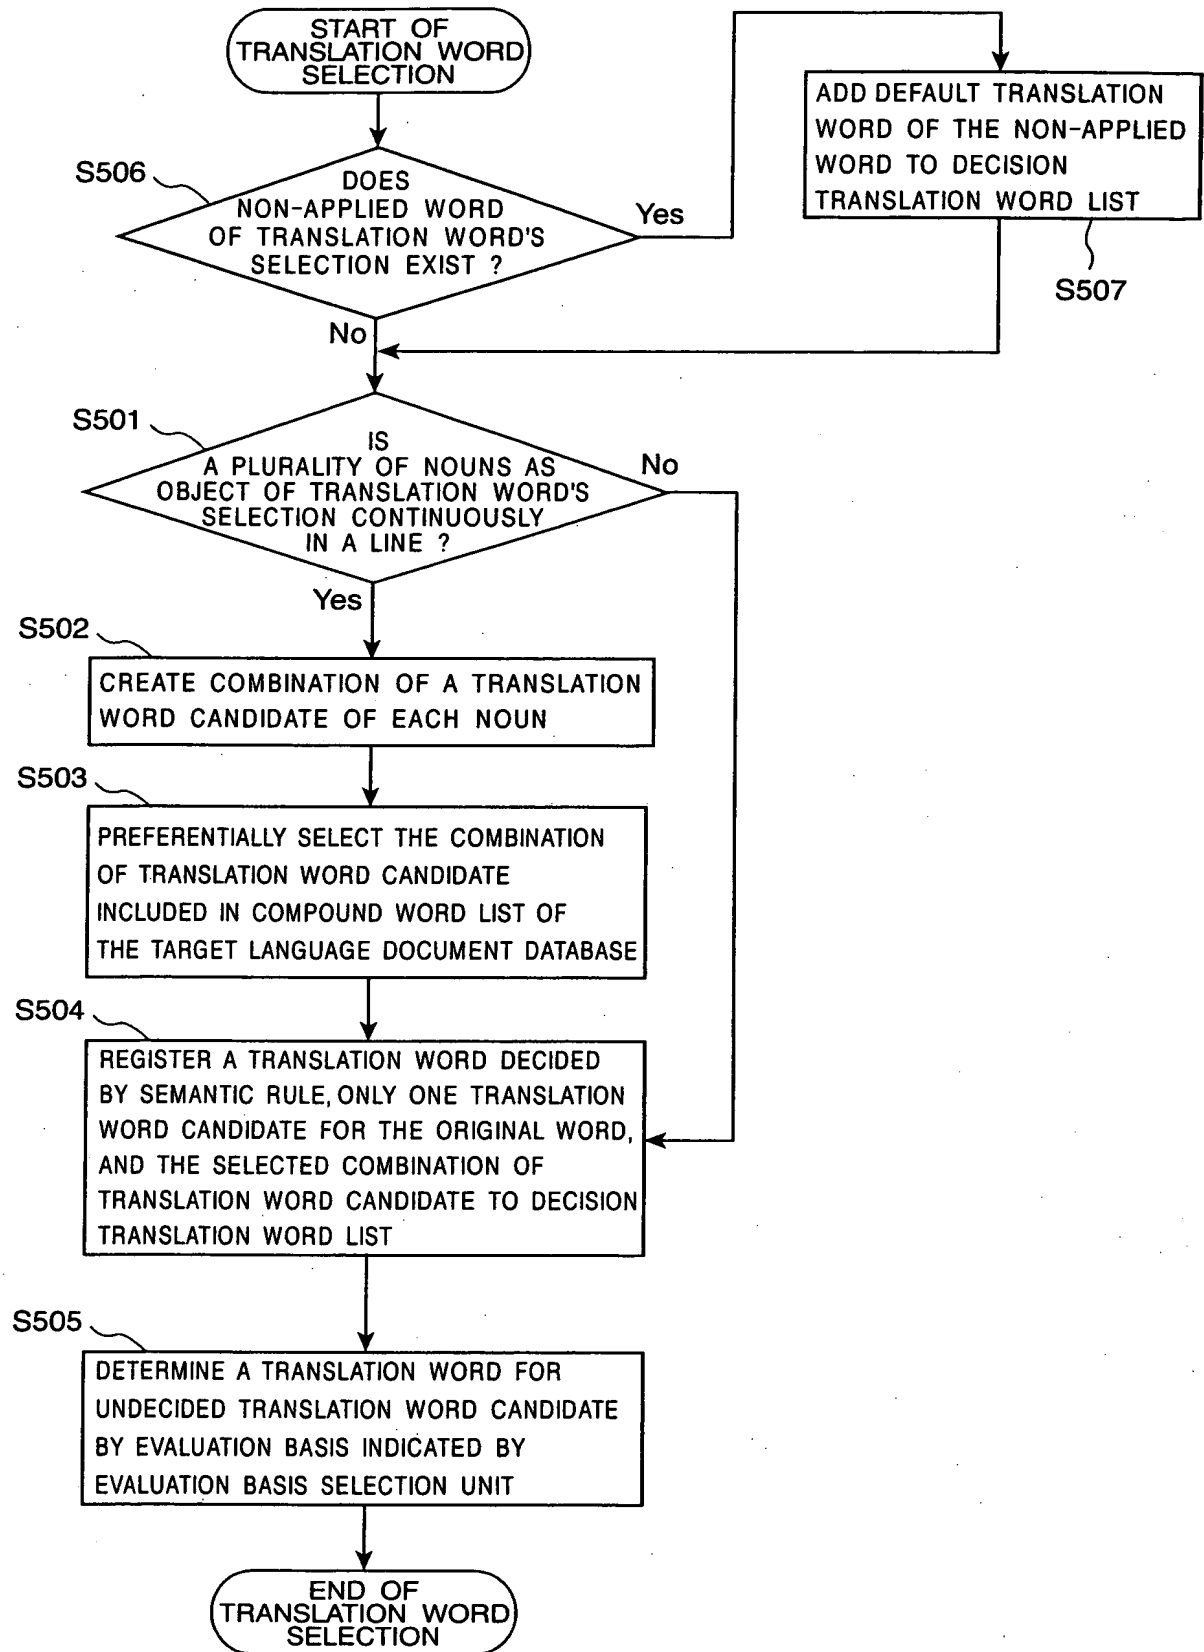 START OF
TRANSLATION WORD
SELECTION
ADD DEFAULT TRANSLATION
WORD OF THE NON-APPLIED
WORD TO DECISION
TRANSLATION WORD LIST
S507
S506
DOES
NON-APPLIED WORD
OF TRANSLATION WORD'S
SELECTION EXIST ?
Yes
No
S501
IS
A PLURALITY OF NOUNS AS
OBJECT OF TRANSLATION WORD'S
SELECTION CONTINUOUSLY
IN A LINE ?
No
Yes
S502
CREATE COMBINATION OF A TRANSLATION
WORD CANDIDATE OF EACH NOUN
S503
PREFERENTIALLY SELECT THE COMBINATION
OF TRANSLATION WORD CANDIDATE
INCLUDED IN COMPOUND WORD LIST OF
THE TARGET LANGUAGE DOCUMENT DATABASE
S504
REGISTER A TRANSLATION WORD DECIDED
BY SEMANTIC RULE, ONLY ONE TRANSLATION
WORD CANDIDATE FOR THE ORIGINAL WORD,
AND THE SELECTED COMBINATION OF
TRANSLATION WORD CANDIDATE TO DECISION
TRANSLATION WORD LIST
S505
DETERMINE A TRANSLATION WORD FOR
UNDECIDED TRANSLATION WORD CANDIDATE
BY EVALUATION BASIS INDICATED BY
EVALUATION BASIS SELECTION UNIT
END OF
TRANSLATION WORD
SELECTION